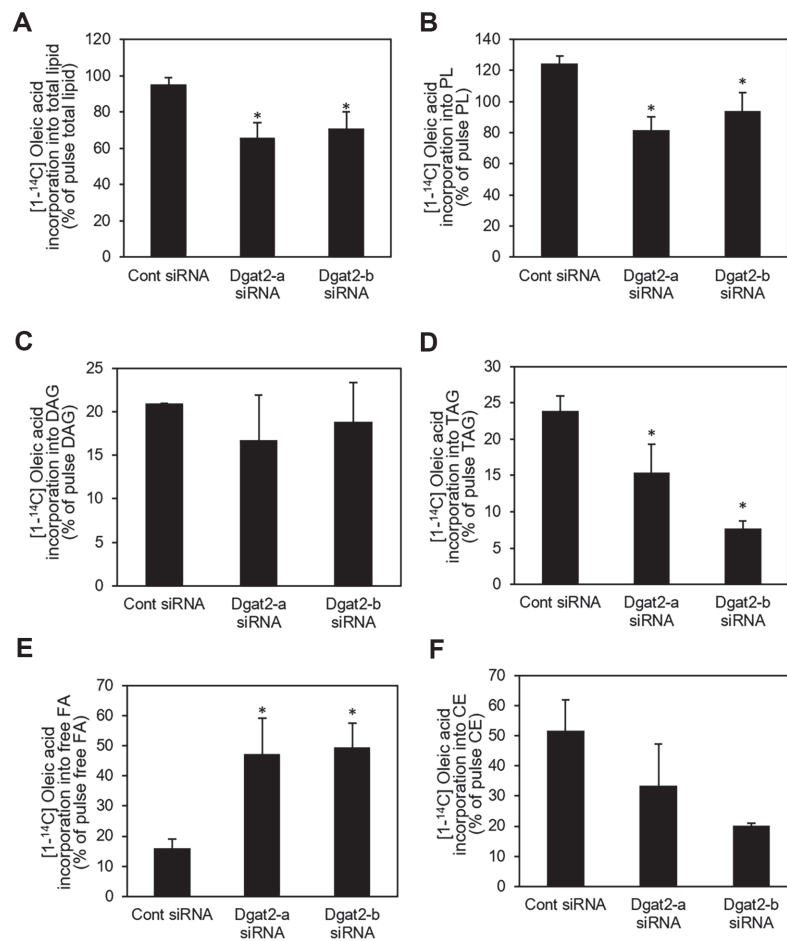 A
[1-¹⁴C] Oleic acid
incorporation into total lipid
(% of pulse total lipid)
120
100
80
60
40
20
0
*
*
Cont siRNA
Dgat2-a
siRNA
Dgat2-b
siRNA
B
[1-¹⁴C] Oleic acid
incorporation into PL
(% of pulse PL)
140
120
100
80
60
40
20
0
*
*
Cont siRNA
Dgat2-a
siRNA
Dgat2-b
siRNA
C
[1-¹⁴C] Oleic acid
incorporation into DAG
(% of pulse DAG)
25
20
15
10
5
0
Cont siRNA
Dgat2-a
siRNA
Dgat2-b
siRNA
D
[1-¹⁴C] Oleic acid
incorporation into TAG
(% of pulse TAG)
30
25
20
15
10
5
0
*
*
Cont siRNA
Dgat2-a
siRNA
Dgat2-b
siRNA
E
[1-¹⁴C] Oleic acid
incorporation into free FA
(% of pulse free FA)
70
60
50
40
30
20
10
0
*
*
Cont siRNA
Dgat2-a
siRNA
Dgat2-b
siRNA
F
[1-¹⁴C] Oleic acid
incorporation into CE
(% of pulse CE)
70
60
50
40
30
20
10
0
Cont siRNA
Dgat2-a
siRNA
Dgat2-b
siRNA